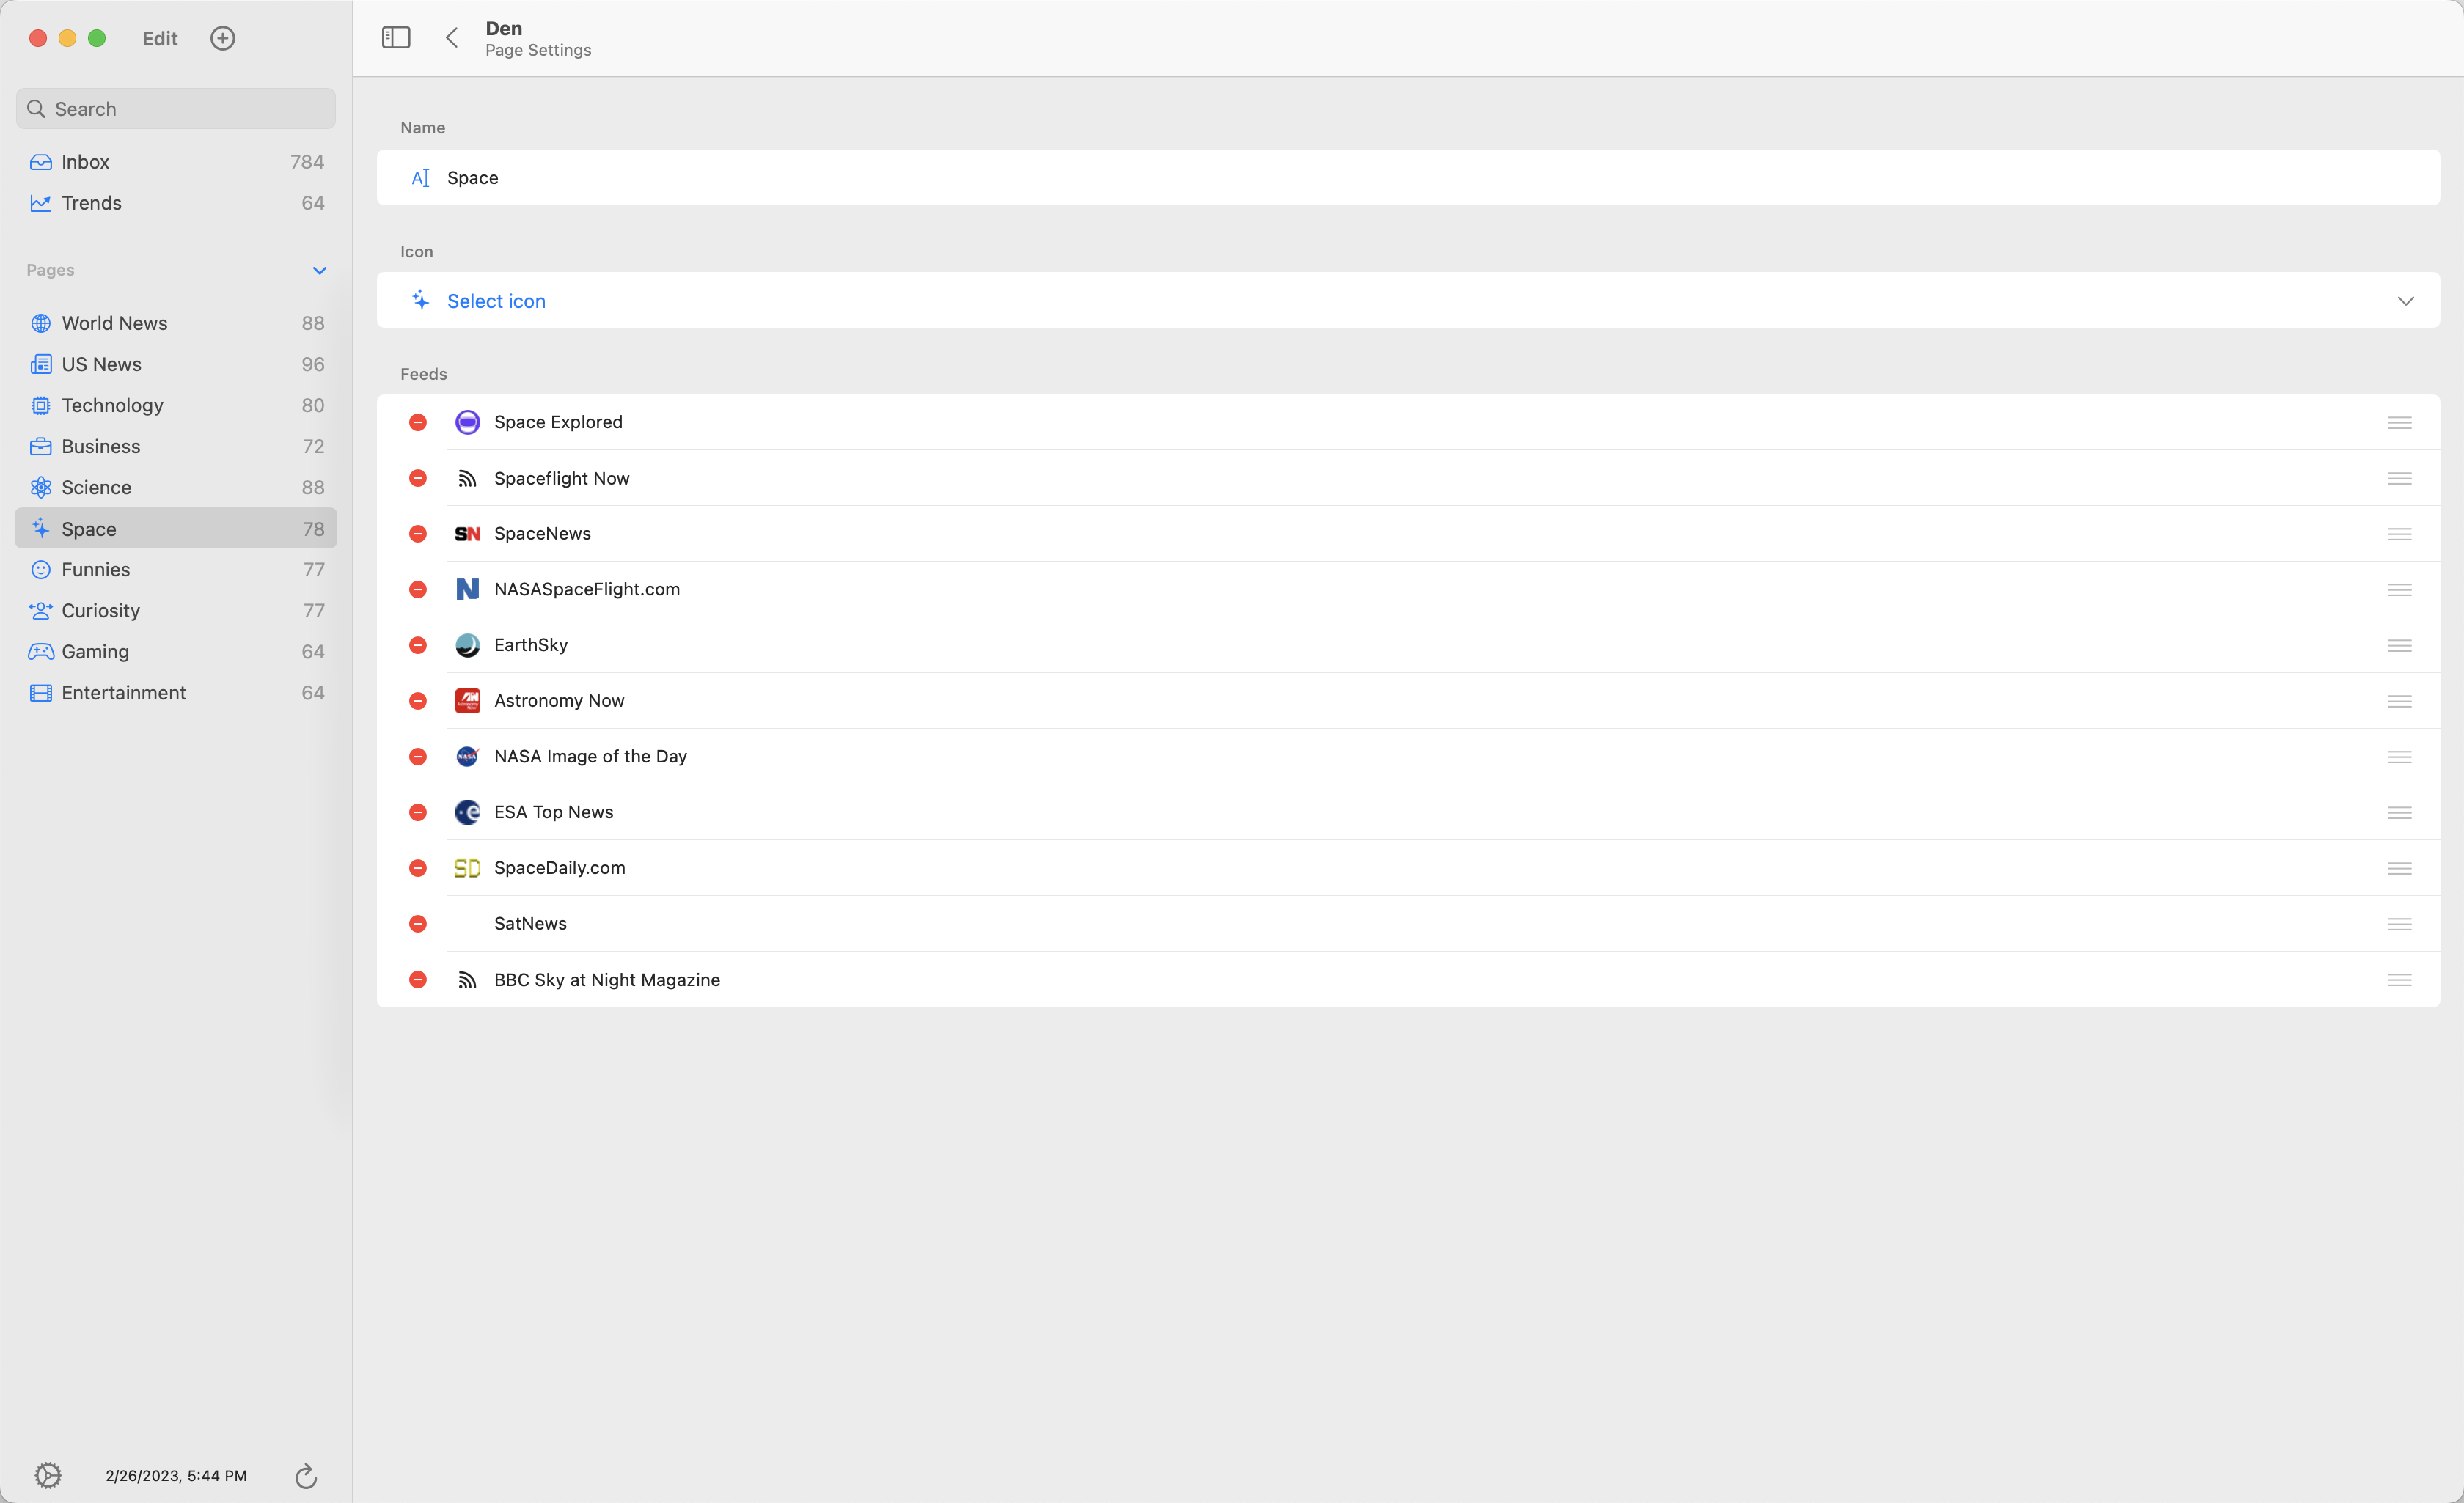 Edit
Den
Page Settings
Search
Inbox 784
Trends 64
Pages
World News 88
US News 96
Technology 80
Business 72
Science 88
Space 78
Funnies 77
Curiosity 77
Gaming 64
Entertainment 64
2/26/2023, 5:44 PM
Name
Space
Icon
Select icon
Feeds
Space Explored
Spaceflight Now
SN SpaceNews
N NASASpaceFlight.com
EarthSky
Astronomy Now
NASA NASA Image of the Day
e ESA Top News
SD SpaceDaily.com
SatNews
BBC Sky at Night Magazine